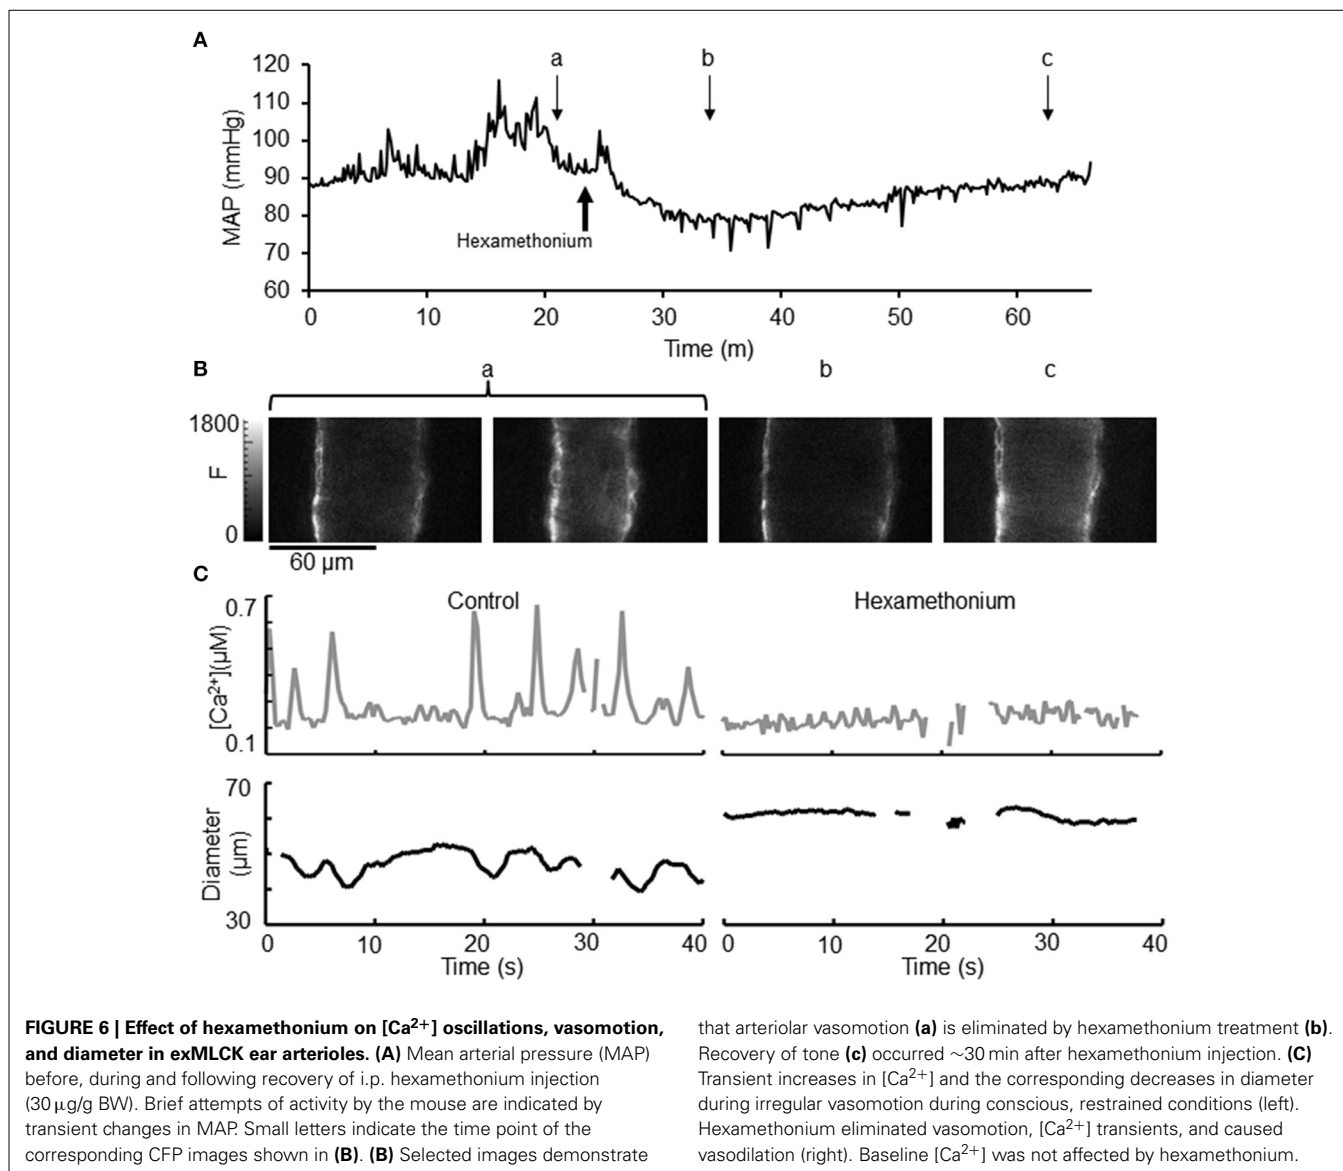 A
a
b
c
120
110
100
90
80
70
60
MAP (mmHg)
Hexamethonium
0 10 20 30 40 50 60
Time (m)
B
a
b
c
1800
F
0
60 µm
C
Control
Hexamethonium
0.7
[Ca²⁺](µM)
0.1
70
Diameter
(µm)
30
0 10 20 30 40
0 10 20 30 40
Time (s)
Time (s)
FIGURE 6 | Effect of hexamethonium on [Ca²⁺] oscillations, vasomotion,
and diameter in exMLCK ear arterioles. (A) Mean arterial pressure (MAP)
before, during and following recovery of i.p. hexamethonium injection
(30 µg/g BW). Brief attempts of activity by the mouse are indicated by
transient changes in MAP. Small letters indicate the time point of the
corresponding CFP images shown in (B). (B) Selected images demonstrate
that arteriolar vasomotion (a) is eliminated by hexamethonium treatment (b).
Recovery of tone (c) occurred ~30 min after hexamethonium injection. (C)
Transient increases in [Ca²⁺] and the corresponding decreases in diameter
during irregular vasomotion during conscious, restrained conditions (left).
Hexamethonium eliminated vasomotion, [Ca²⁺] transients, and caused
vasodilation (right). Baseline [Ca²⁺] was not affected by hexamethonium.